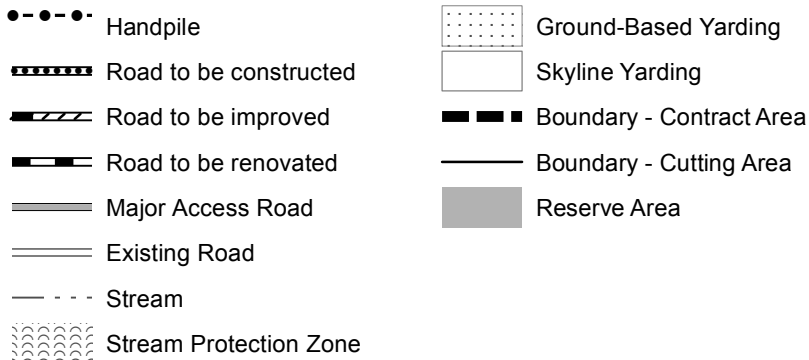 Handpile
Road to be constructed
Road to be improved
Road to be renovated
Major Access Road
Existing Road
Stream
Stream Protection Zone
Ground-Based Yarding
Skyline Yarding
Boundary - Contract Area
Boundary - Cutting Area
Reserve Area